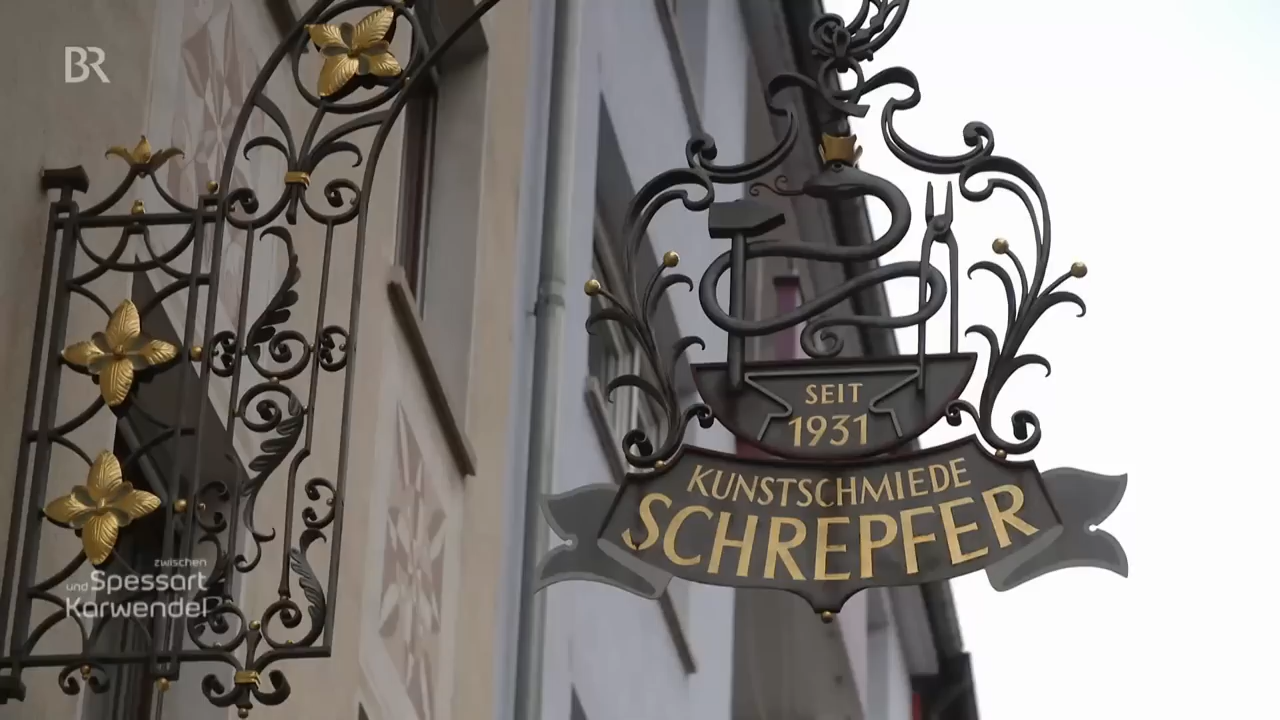 BR
SEIT
1931
KUNSTSCHMIEDE
SCHREPFER
zwischen
und Spessart
Karwendel